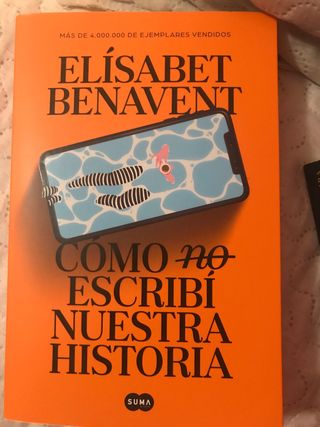 MÁS DE 4.000.000 DE EJEMPLARES VENDIDOS
ELÍSABET
BENAVENT
CÓMO no
ESCRIBÍ
NUESTRA
HISTORIA
SUMA